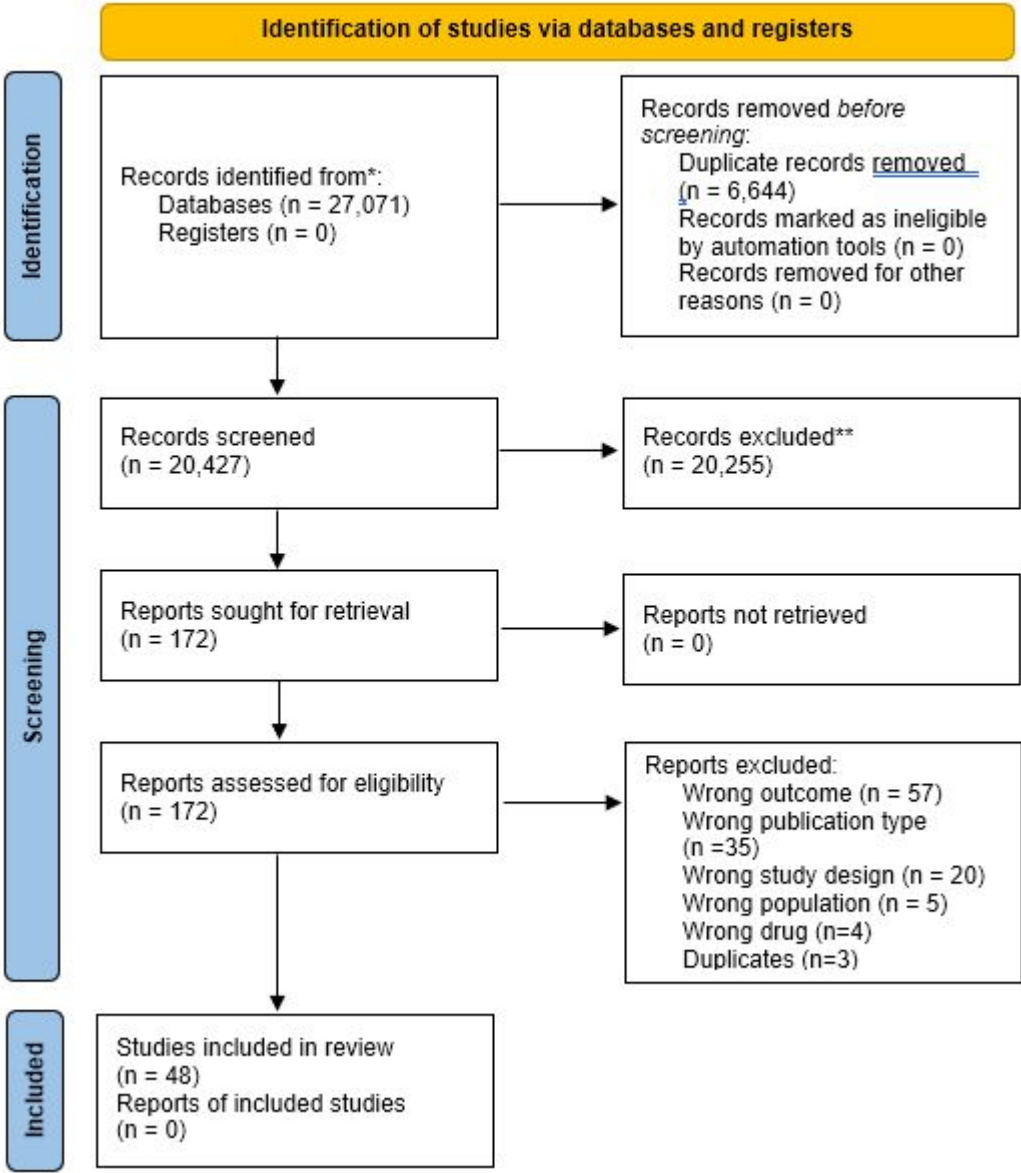 Identification of studies via databases and registers
Identification
Records identified from*:
Databases (n = 27,071)
Registers (n = 0)
Records removed before
screening:
Duplicate records removed
(n = 6,644)
Records marked as ineligible
by automation tools (n = 0)
Records removed for other
reasons (n = 0)
Screening
Records screened
(n = 20,427)
Records excluded**
(n = 20,255)
Reports sought for retrieval
(n = 172)
Reports not retrieved
(n = 0)
Reports assessed for eligibility
(n = 172)
Reports excluded:
Wrong outcome (n = 57)
Wrong publication type
(n =35)
Wrong study design (n = 20)
Wrong population (n = 5)
Wrong drug (n=4)
Duplicates (n=3)
Included
Studies included in review
(n = 48)
Reports of included studies
(n = 0)